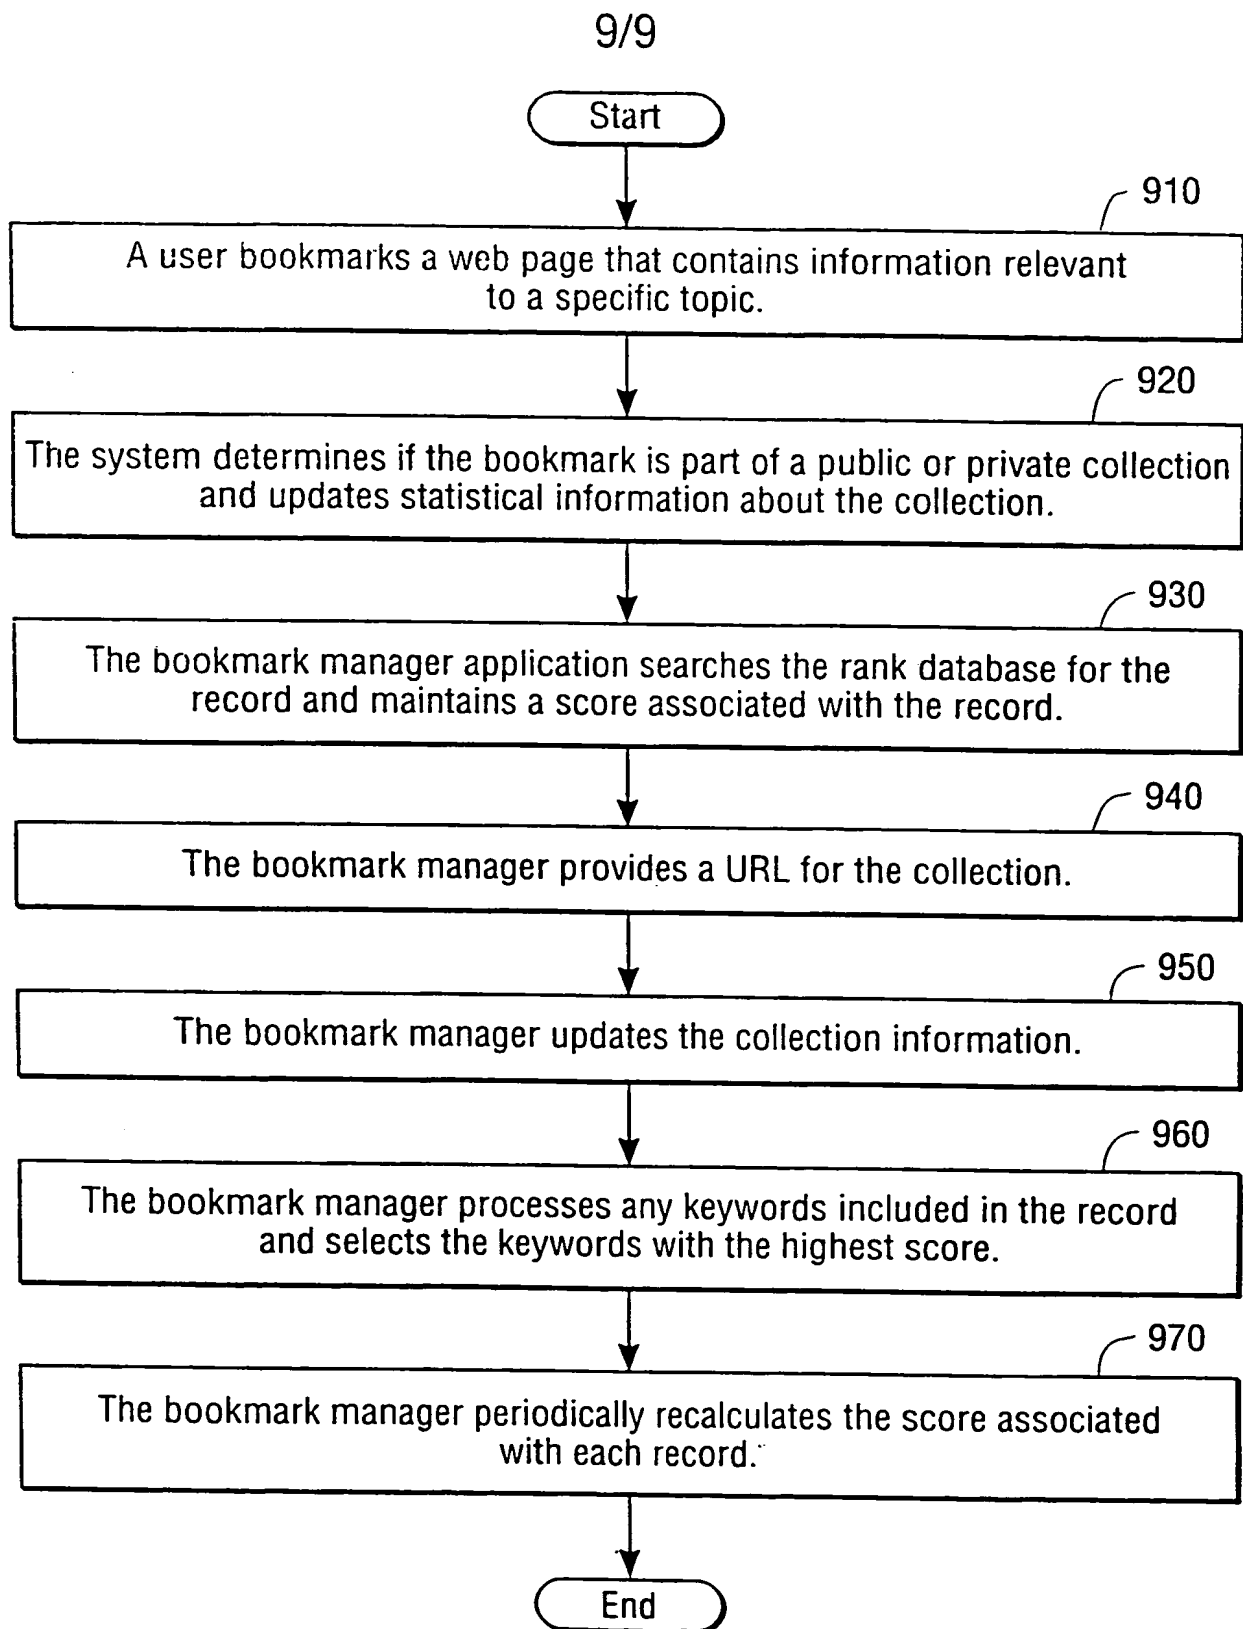 9/9
Start
910
A user bookmarks a web page that contains information relevant
to a specific topic.
920
The system determines if the bookmark is part of a public or private collection
and updates statistical information about the collection.
930
The bookmark manager application searches the rank database for the
record and maintains a score associated with the record.
940
The bookmark manager provides a URL for the collection.
950
The bookmark manager updates the collection information.
960
The bookmark manager processes any keywords included in the record
and selects the keywords with the highest score.
970
The bookmark manager periodically recalculates the score associated
with each record.
End